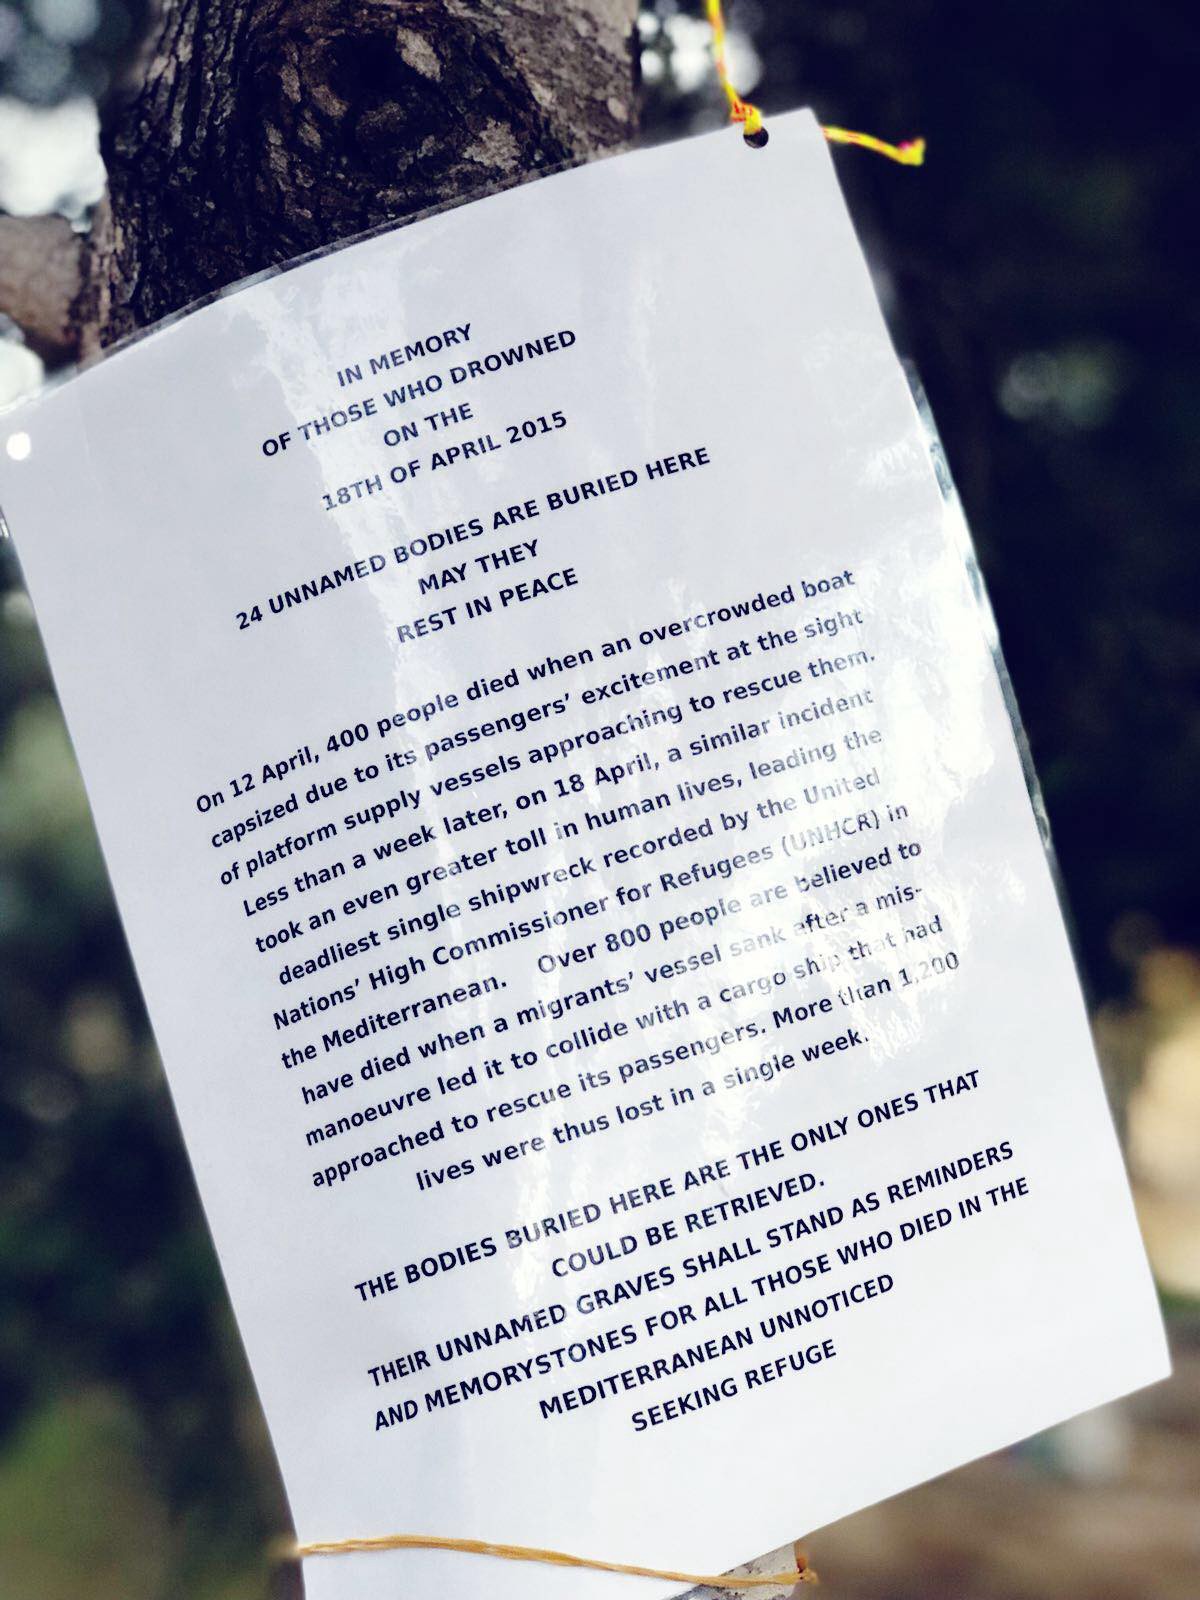 IN MEMORY
OF THOSE WHO DROWNED
ON THE
18TH OF APRIL 2015
24 UNNAMED BODIES ARE BURIED HERE
MAY THEY
REST IN PEACE
On 12 April, 400 people died when an overcrowded boat
capsized due to its passengers’ excitement at the sight
of platform supply vessels approaching to rescue them.
Less than a week later, on 18 April, a similar incident
took an even greater toll in human lives, leading the
deadliest single shipwreck recorded by the United
Nations’ High Commissioner for Refugees (UNHCR) in
the Mediterranean. Over 800 people are believed to
have died when a migrants’ vessel sank after a mis-
manoeuvre led it to collide with a cargo ship that had
approached to rescue its passengers. More than 1,200
lives were thus lost in a single week.
THE BODIES BURIED HERE ARE THE ONLY ONES THAT
COULD BE RETRIEVED.
THEIR UNNAMED GRAVES SHALL STAND AS REMINDERS
AND MEMORYSTONES FOR ALL THOSE WHO DIED IN THE
MEDITERRANEAN UNNOTICED
SEEKING REFUGE